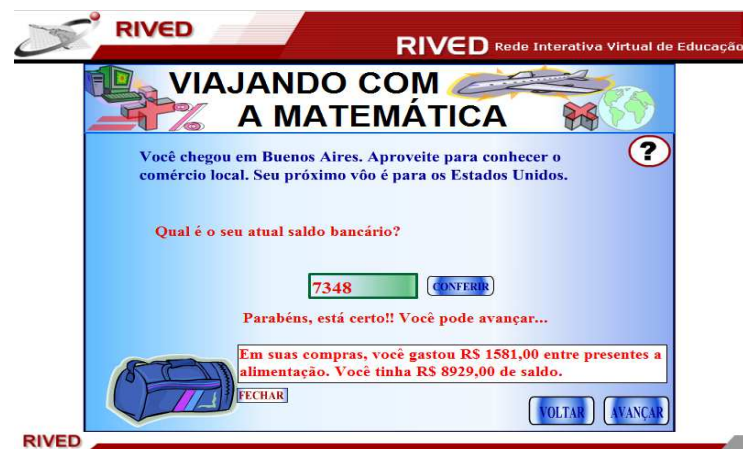 RIVED
RIVED Rede Interativa Virtual de Educação
VIAJANDO COM
A MATEMÁTICA
?
Você chegou em Buenos Aires. Aproveite para conhecer o
comércio local. Seu próximo vôo é para os Estados Unidos.
Qual é o seu atual saldo bancário?
7348
CONFERIR
Parabéns, está certo!! Você pode avançar...
Em suas compras, você gastou R$ 1581,00 entre presentes a
alimentação. Você tinha R$ 8929,00 de saldo.
FECHAR
VOLTAR
AVANÇAR
RIVED